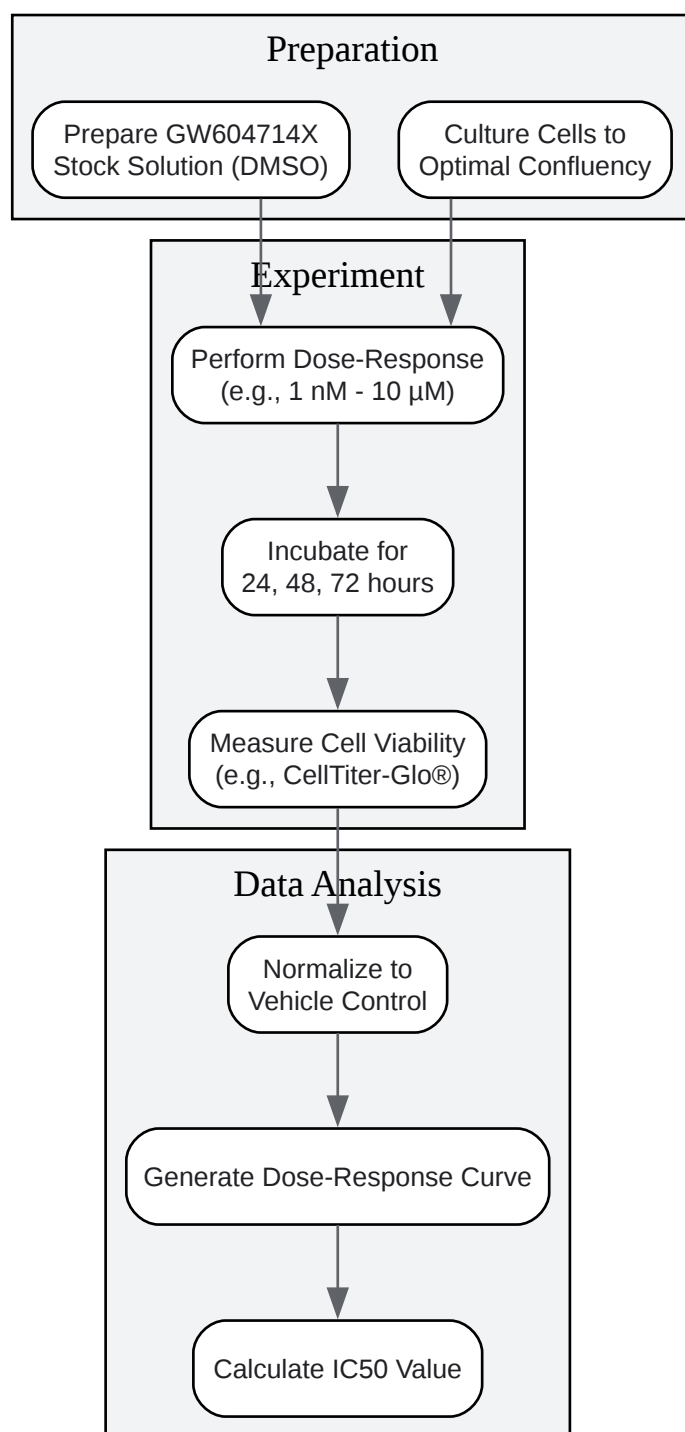 Preparation
Prepare GW604714X
Stock Solution (DMSO)
Culture Cells to
Optimal Confluency
Experiment
Perform Dose-Response
(e.g., 1 nM - 10 µM)
Incubate for
24, 48, 72 hours
Measure Cell Viability
(e.g., CellTiter-Glo®)
Data Analysis
Normalize to
Vehicle Control
Generate Dose-Response Curve
Calculate IC50 Value